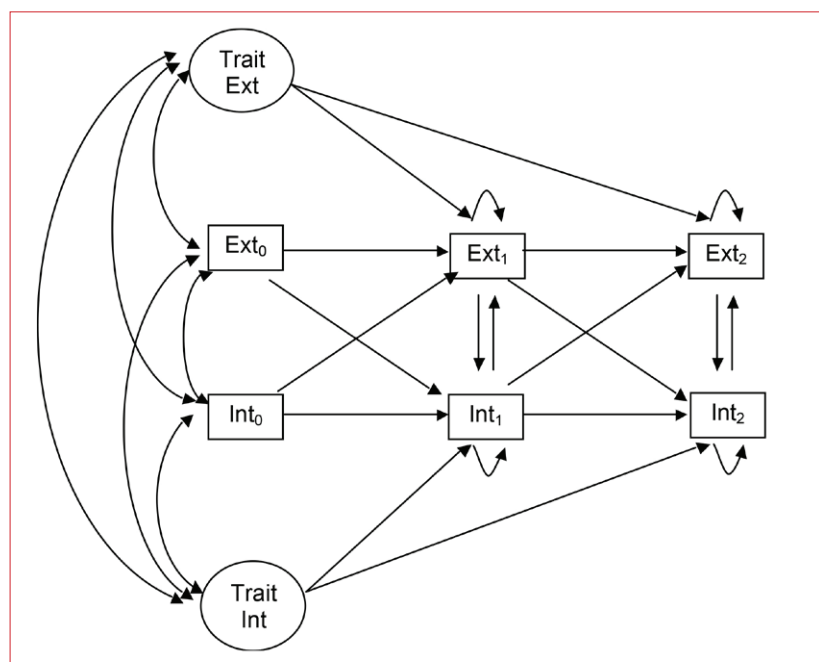 Trait
Ext
Ext₀
Ext₁
Ext₂
Int₀
Int₁
Int₂
Trait
Int